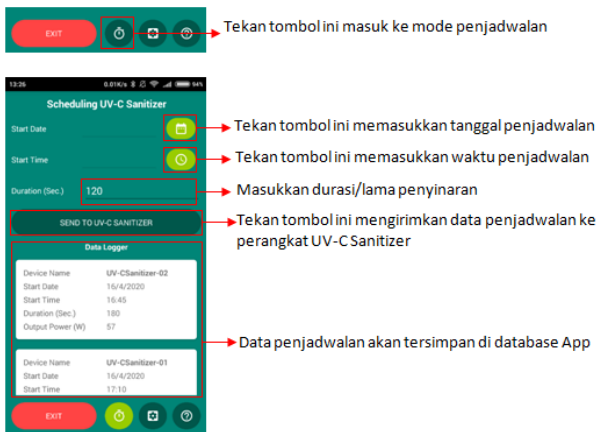 EXIT
Tekan tombol ini masuk ke mode penjadwalan
13:26 0.01K/s 94%
Scheduling UV-C Sanitizer
Start Date
Tekan tombol ini memasukkan tanggal penjadwalan
Start Time
Tekan tombol ini memasukkan waktu penjadwalan
Duration (Sec.) 120
Masukkan durasi/lama penyinaran
SEND TO UV-C SANITIZER
Tekan tombol ini mengirimkan data penjadwalan ke
perangkat UV-C Sanitizer
Data Logger
Device Name UV-CSanitizer-02
Start Date 16/4/2020
Start Time 16:45
Duration (Sec.) 180
Output Power (W) 57
Data penjadwalan akan tersimpan di database App
Device Name UV-CSanitizer-01
Start Date 16/4/2020
Start Time 17:10
EXIT